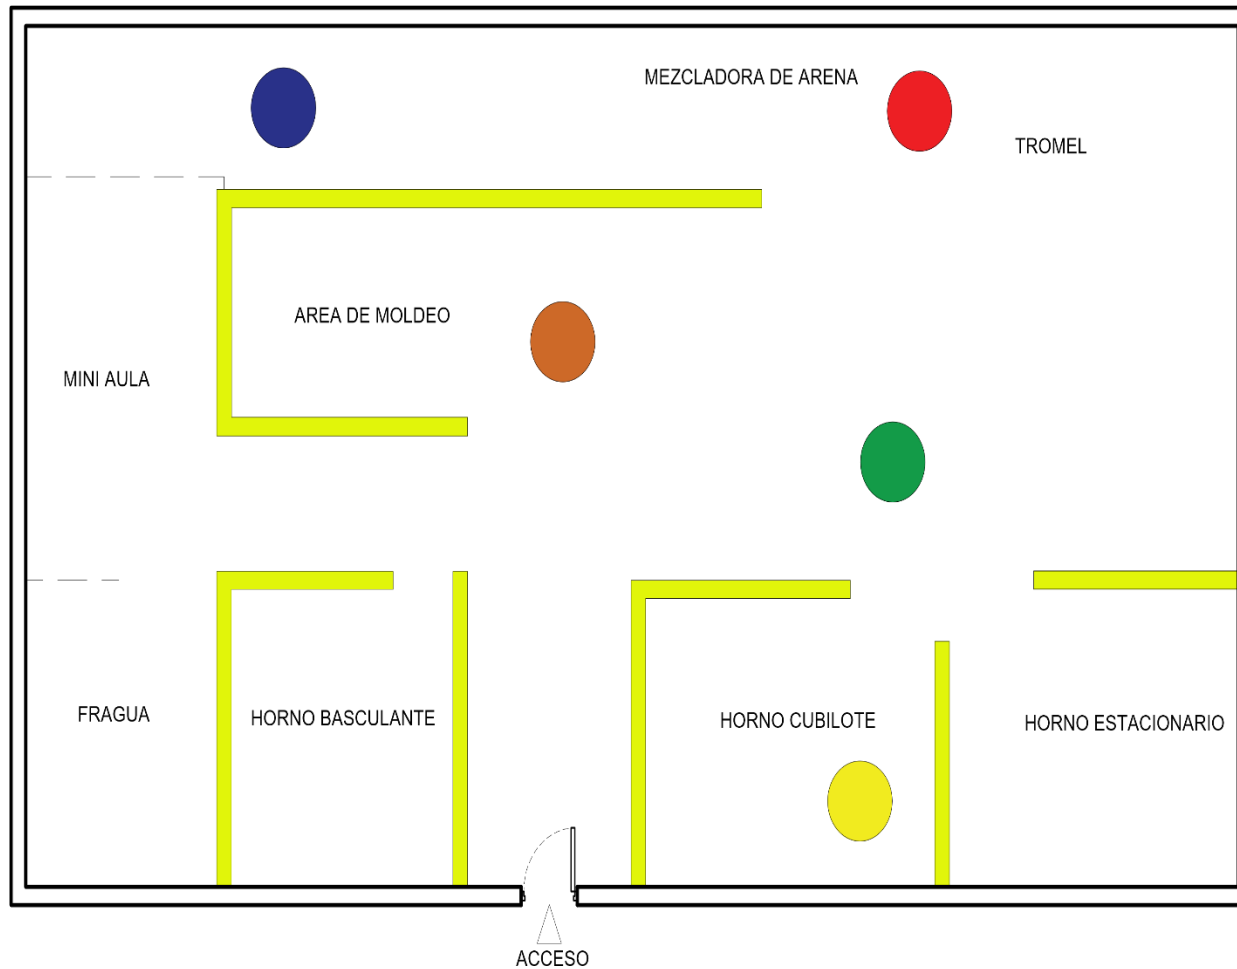 MEZCLADORA DE ARENA
TROMEL
AREA DE MOLDEO
MINI AULA
FRAGUA
HORNO BASCULANTE
HORNO CUBILOTE
HORNO ESTACIONARIO
ACCESO